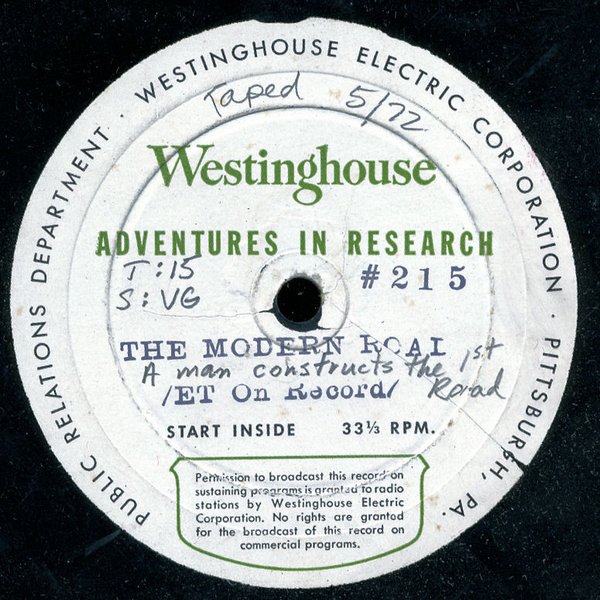 PUBLIC RELATIONS DEPARTMENT · WESTINGHOUSE ELECTRIC CORPORATION · PITTSBURGH, PA.
Taped 5/72
Westinghouse
ADVENTURES IN RESEARCH
T:15
#215
S:VG
THE MODERN ROAD
A man constructs the 1st
Road
/ET On Record/
START INSIDE 33⅓ RPM.
Permission to broadcast this record on
sustaining programs is granted to radio
stations by Westinghouse Electric
Corporation. No rights are granted
for the broadcast of this record on
commercial programs.